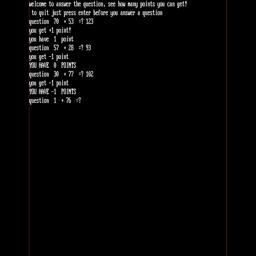 welcome to answer the question, see how many points you can get!
to quit just press enter before you answer a question
question 70 + 53 =? 123
you get +1 point!
you have 1 point
question 57 + 28 =? 93
you get -1 point
YOU HAVE 0 POINTS
question 30 + 77 =? 102
you get -1 point
YOU HAVE -1 POINTS
question 1 + 76 =?